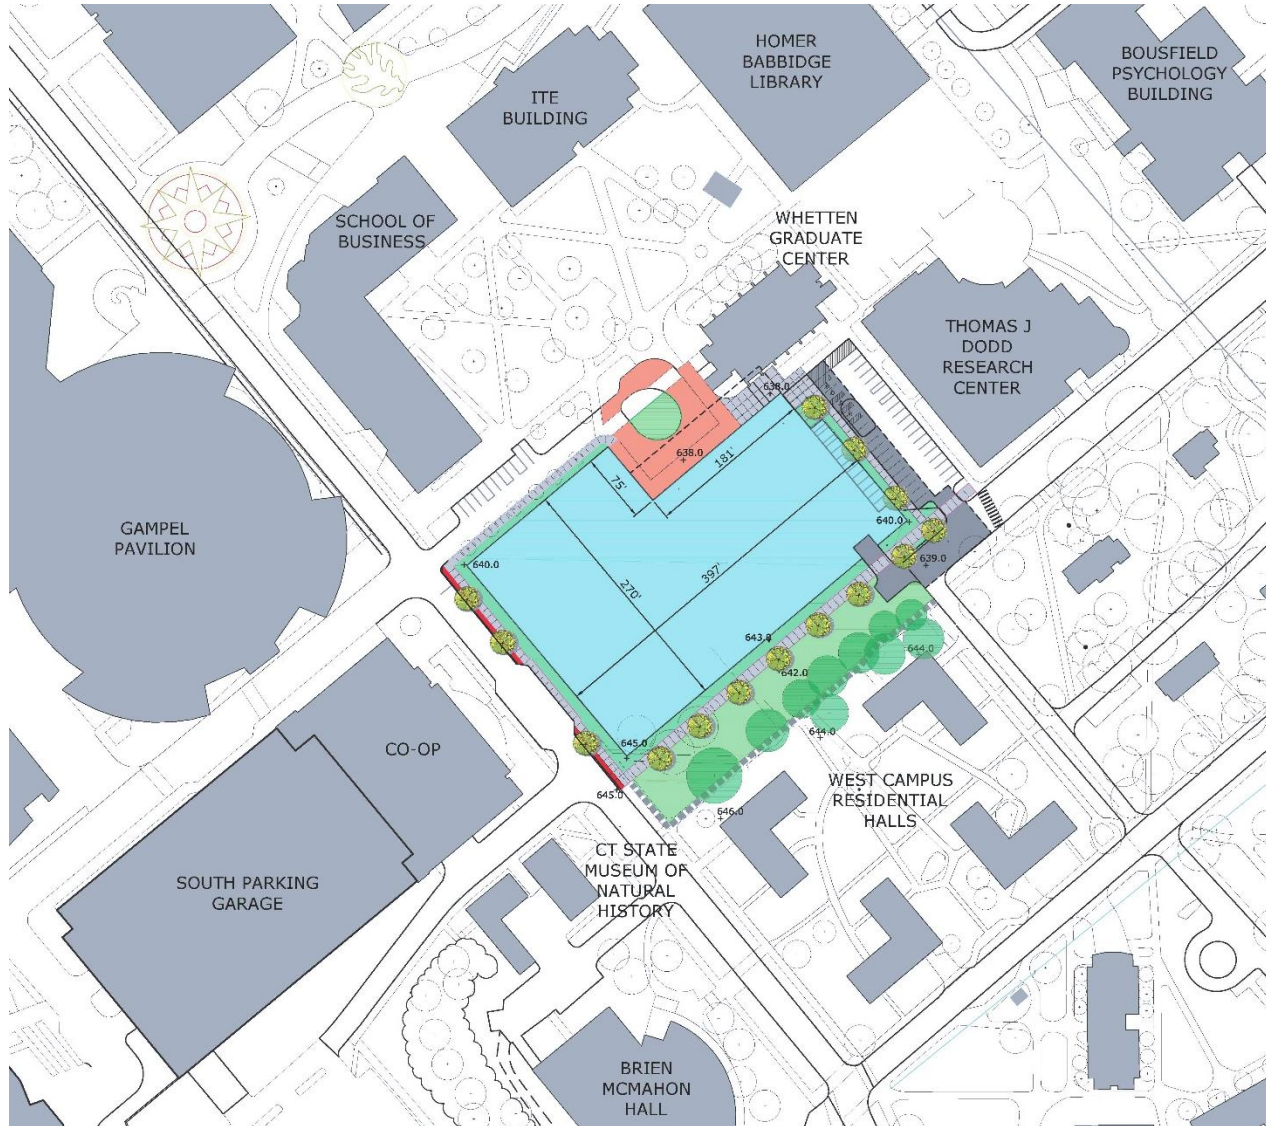 HOMER
BABBIDGE
LIBRARY
BOUSFIELD
PSYCHOLOGY
BUILDING
ITE
BUILDING
SCHOOL OF
BUSINESS
WHETTEN
GRADUATE
CENTER
THOMAS J
DODD
RESEARCH
CENTER
638.0
638.0
181'
75'
GAMPEL
PAVILION
640.0
640.0
639.0
397'
270'
643.0
644.0
642.0
644.0
645.0
645.0
646.0
CO-OP
WEST CAMPUS
RESIDENTIAL
HALLS
CT STATE
MUSEUM OF
NATURAL
HISTORY
SOUTH PARKING
GARAGE
BRIEN
MCMAHON
HALL